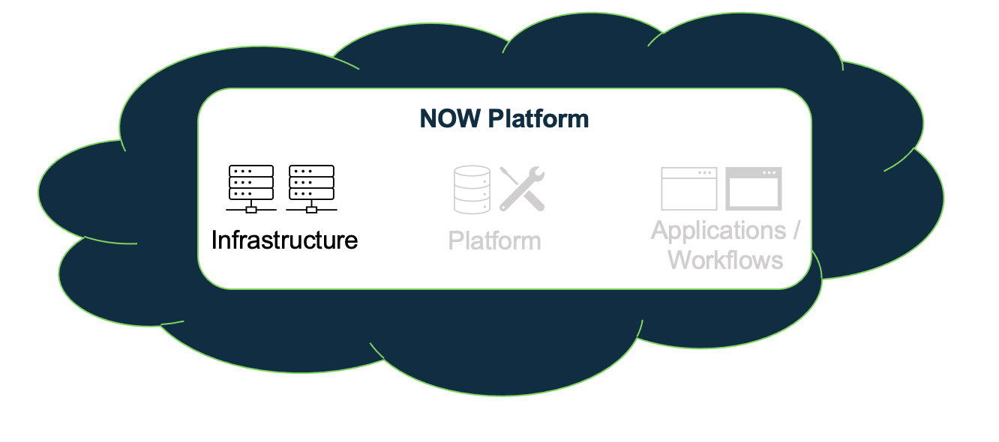 NOW Platform
Infrastructure
Platform
Applications /
Workflows